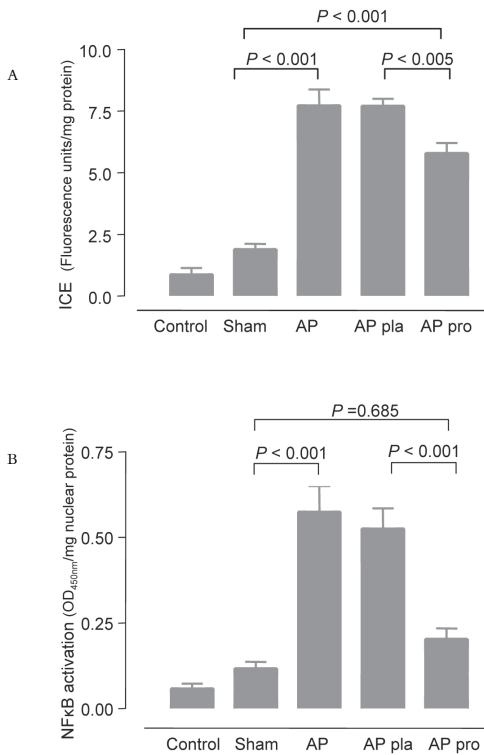 A
P < 0.001
P < 0.001
P < 0.005
ICE (Fluorescence units/mg protein)
10.0
7.5
5.0
2.5
0.0
Control Sham AP AP pla AP pro
B
P =0.685
P < 0.001
P < 0.001
NFκB activation (OD450nm/mg nuclear protein)
0.75
0.50
0.25
0.00
Control Sham AP AP pla AP pro